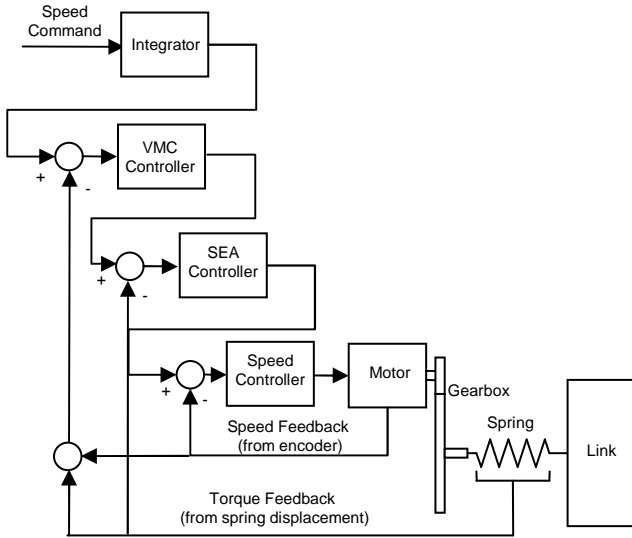 Speed
Command
Integrator
VMC
Controller
+
-
SEA
Controller
+
-
Speed
Controller
Motor
+
-
Gearbox
Speed Feedback
(from encoder)
Spring
Link
Torque Feedback
(from spring displacement)